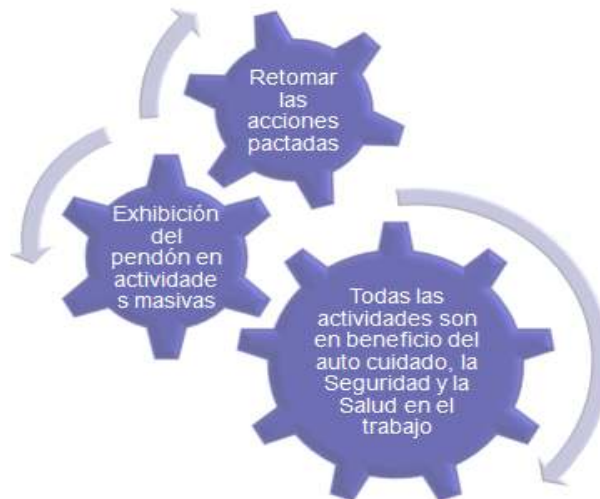 Retomar
las
acciones
pactadas
Exhibición
del
pendón en
actividade
s masivas
Todas las
actividades son
en beneficio del
auto cuidado, la
Seguridad y la
Salud en el
trabajo